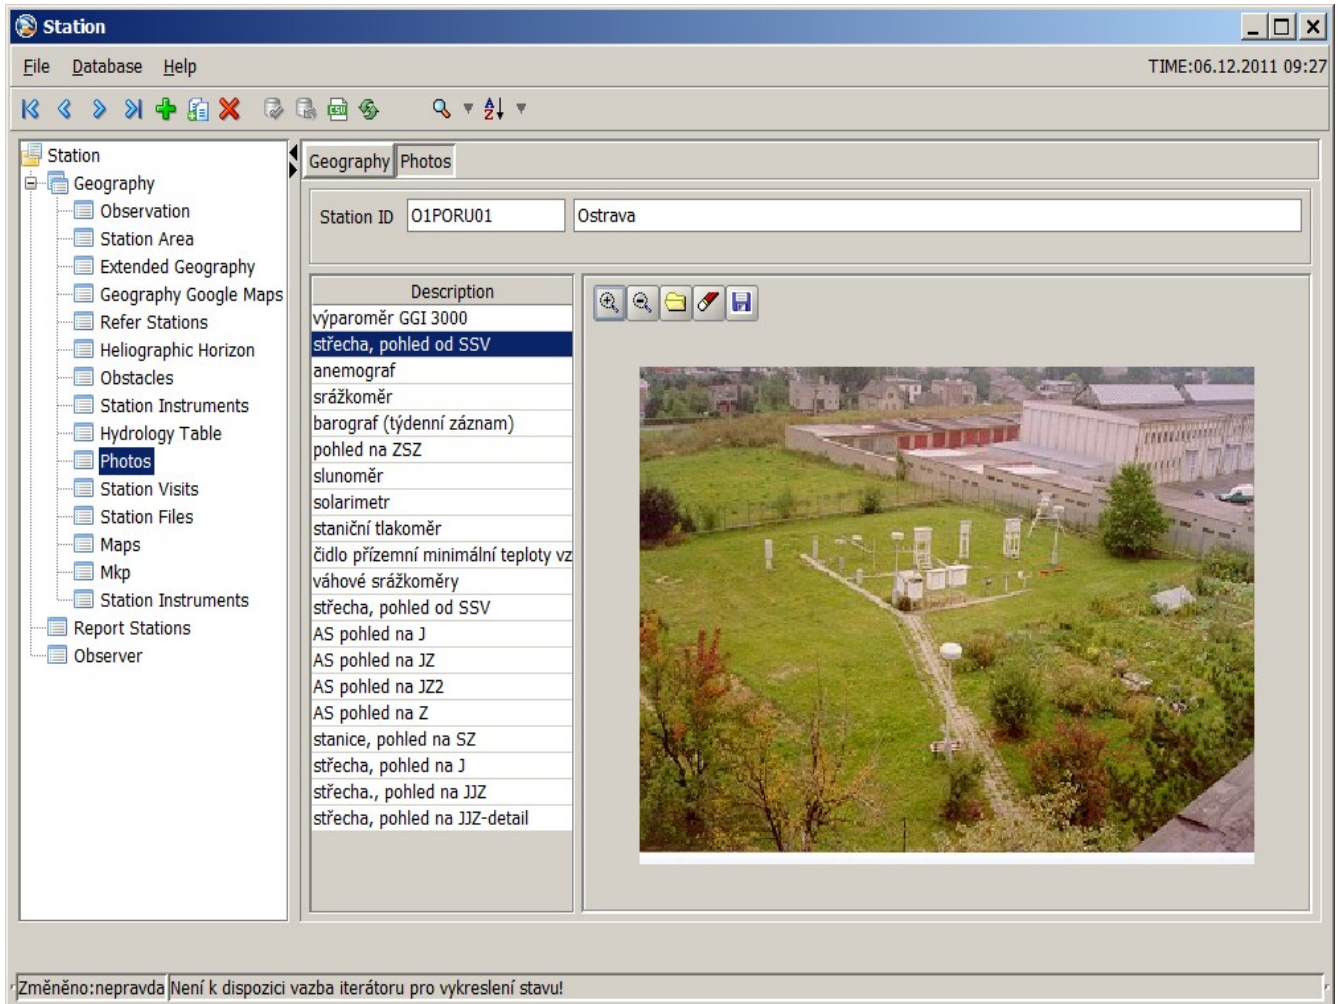 Station
File Database Help
TIME:06.12.2011 09:27
Station
Geography
Observation
Station Area
Extended Geography
Geography Google Maps
Refer Stations
Heliographic Horizon
Obstacles
Station Instruments
Hydrology Table
Photos
Station Visits
Station Files
Maps
Mkp
Station Instruments
Report Stations
Observer
Geography Photos
Station ID O1PORU01 Ostrava
Description
výparoměr GGI 3000
střecha, pohled od SSV
anemograf
srážkoměr
barograf (týdenní záznam)
pohled na ZSZ
slunoměr
solarimetr
staniční tlakoměr
čidlo přízemní minimální teploty vz
váhové srážkoměry
střecha, pohled od SSV
AS pohled na J
AS pohled na JZ
AS pohled na JZ2
AS pohled na Z
stanice, pohled na SZ
střecha, pohled na J
střecha., pohled na JJZ
střecha, pohled na JJZ-detail
Změněno:nepravda Není k dispozici vazba iterátoru pro vykreslení stavu!